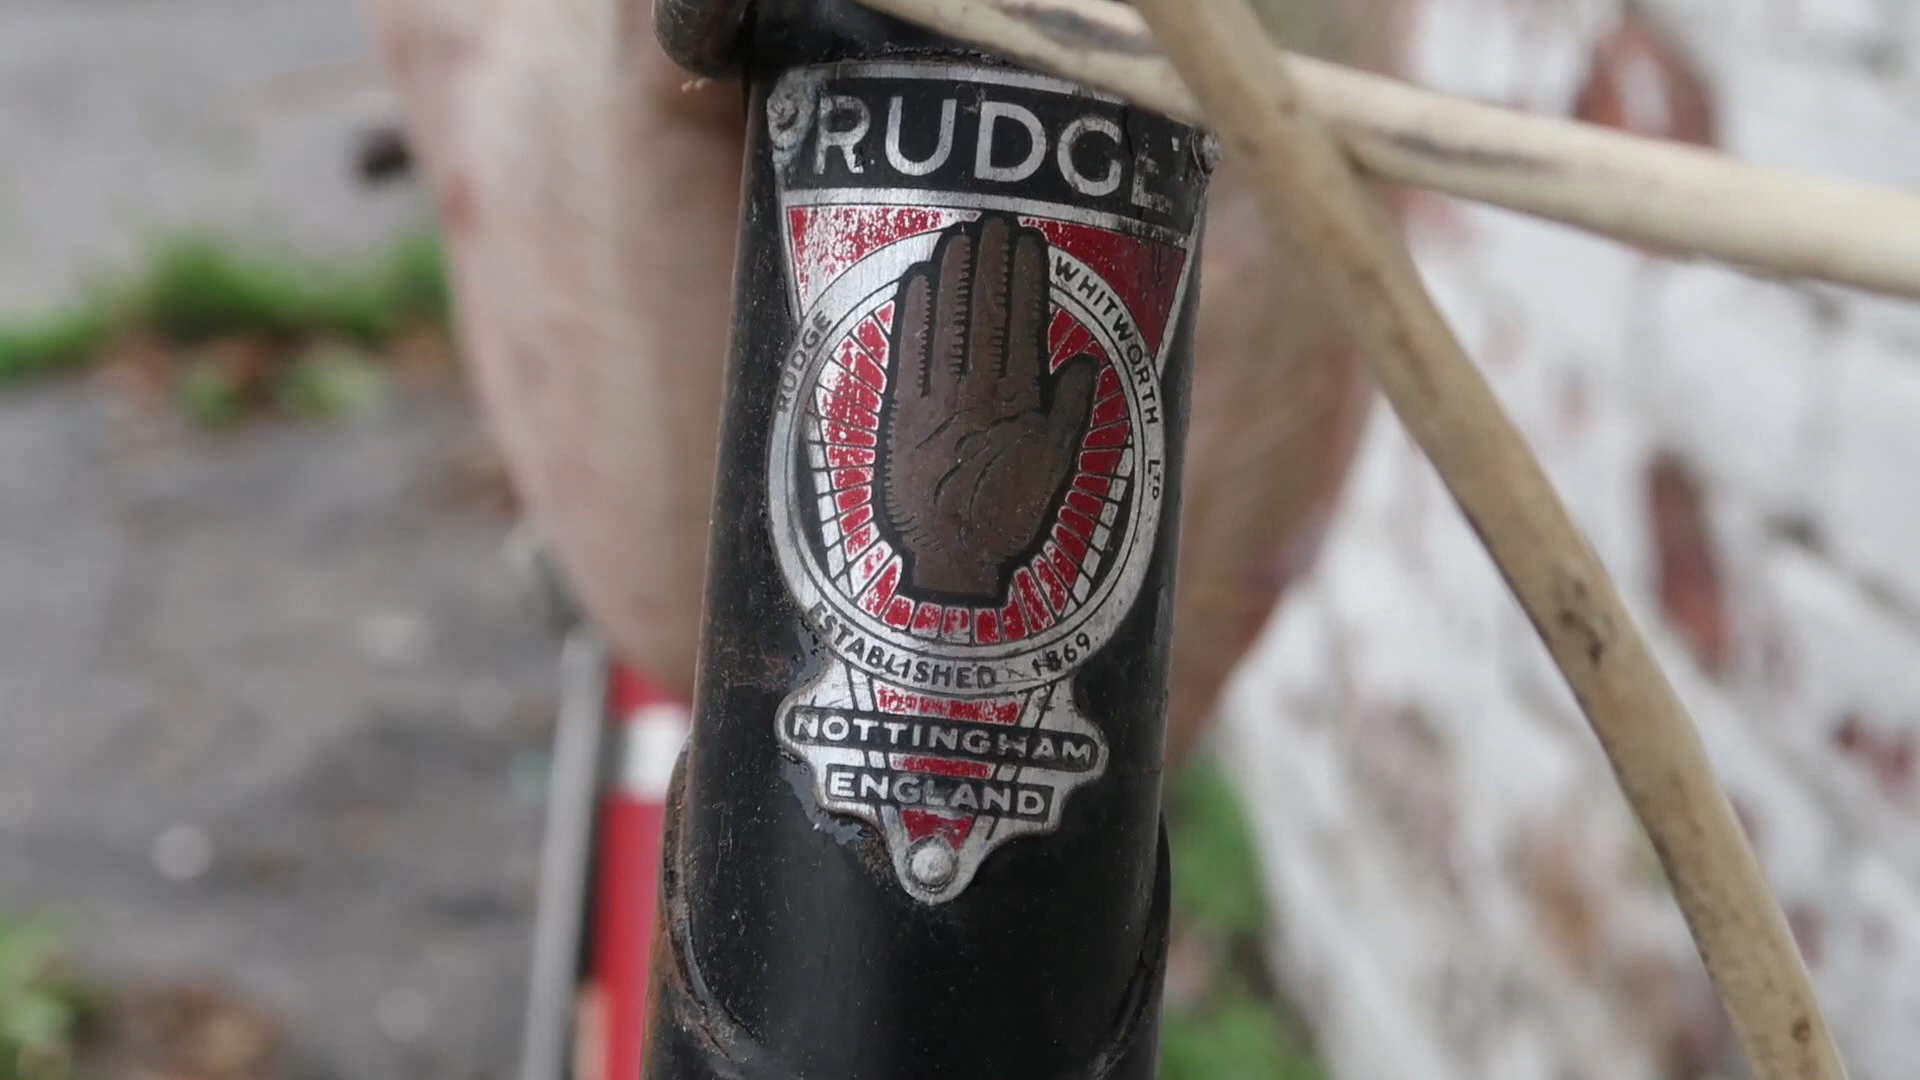 RUDGE
RUDGE WHITWORTH LTD
ESTABLISHED 1869.
NOTTINGHAM
ENGLAND